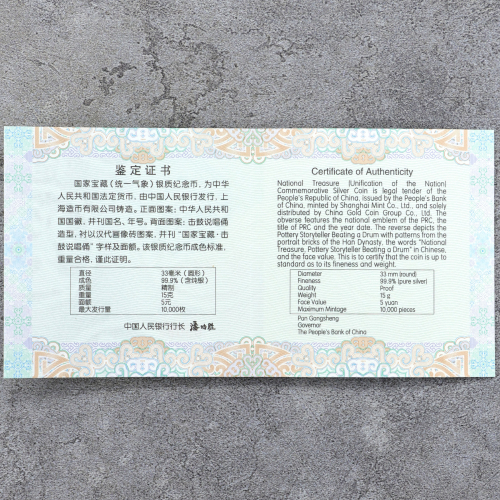 鉴定证书
国家宝藏(统一气象)银质纪念币,为中华
人民共和国法定货币,由中国人民银行发行,上
海造币有限公司铸造。正面图案:中华人民共和
国国徽,并刊国名、年号。背面图案:击鼓说唱俑
造型,衬以汉代画像砖图案,并刊“国家宝藏·击
鼓说唱俑”字样及面额。该银质纪念币成色标准,
重量合格,谨此证明。
直径 33毫米(圆形)
成色 99.9%(含纯银)
质量 精制
重量 15克
面额 5元
最大发行量 10,000枚
中国人民银行行长 潘功胜
Certificate of Authenticity
National Treasure (Unification of the Nation)
Commemorative Silver Coin is legal tender of the
People's Republic of China, issued by the People's Bank
of China, minted by Shanghai Mint Co., Ltd., and solely
distributed by China Gold Coin Group Co., Ltd. The
obverse features the national emblem of the PRC, the
title of PRC and the year date. The reverse depicts the
Pottery Storyteller Beating a Drum with patterns from the
portrait bricks of the Han Dynasty, the words "National
Treasure, Pottery Storyteller Beating a Drum" in Chinese,
and the face value. This is to certify that the coin is up to
standard as to its fineness and weight.
Diameter 33 mm (round)
Fineness 99.9% (pure silver)
Quality Proof
Weight 15 g
Face Value 5 yuan
Maximum Mintage 10,000 pieces
Pan Gongsheng
Governor
The People's Bank of China